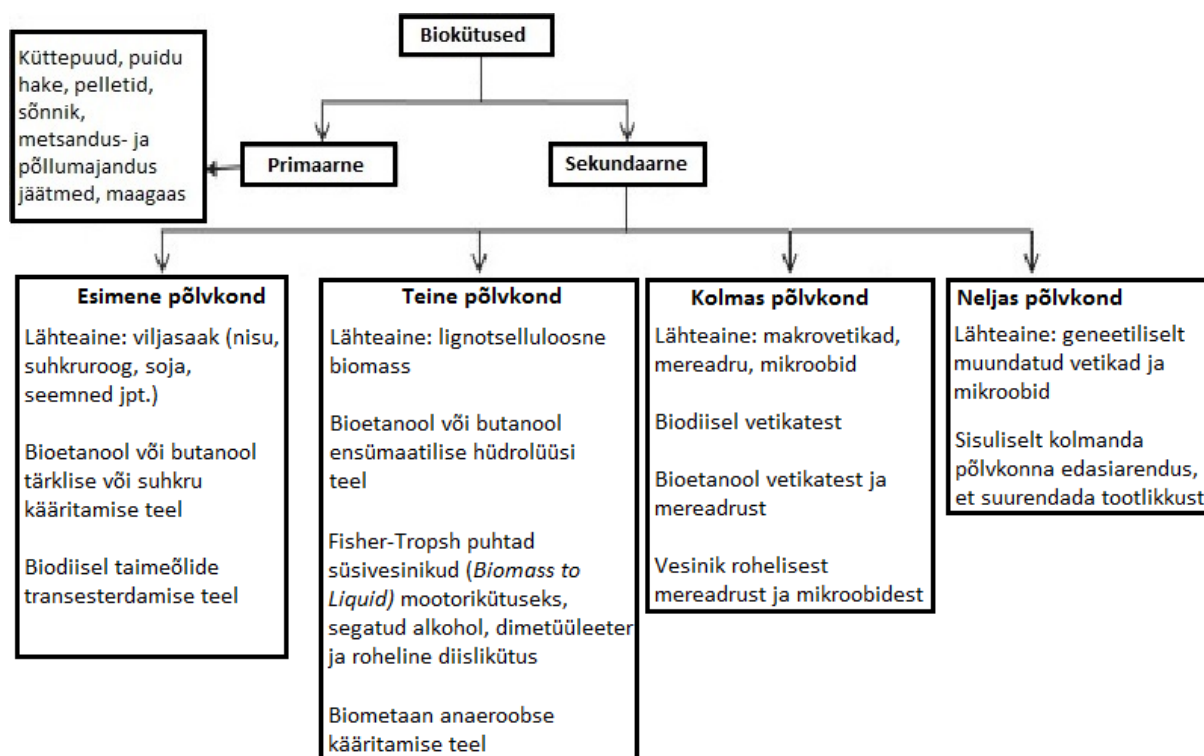 Biokütused
Küttepuud, puidu
hake, pelletid,
sõnnik,
metsandus- ja
põllumajandus
jäätmed, maagaas
Primaarne
Sekundaarne
Esimene põlvkond
Lähteaine: viljasaak (nisu,
suhkruroog, soja,
seemned jpt.)
Bioetanool või butanool
tärklise või suhkru
kääritamise teel
Biodiisel taimeõlide
transesterdamise teel
Teine põlvkond
Lähteaine: lignotselluloosne
biomass
Bioetanool või butanool
ensümaatilise hüdrolüüsi
teel
Fisher-Tropsh puhtad
süsivesinikud (Biomass to
Liquid) mootorikütuseks,
segatud alkohol, dimetüüleeter
ja roheline diislikütus
Biometaan anaeroobse
kääritamise teel
Kolmas põlvkond
Lähteaine: makrovetikad,
mereadru, mikroobid
Biodiisel vetikatest
Bioetanool vetikatest ja
mereadrust
Vesinik rohelisest
mereadrust ja mikroobidest
Neljas põlvkond
Lähteaine: geneetiliselt
muundatud vetikad ja
mikroobid
Sisuliselt kolmanda
põlvkonna edasiarendus,
et suurendada tootlikkust